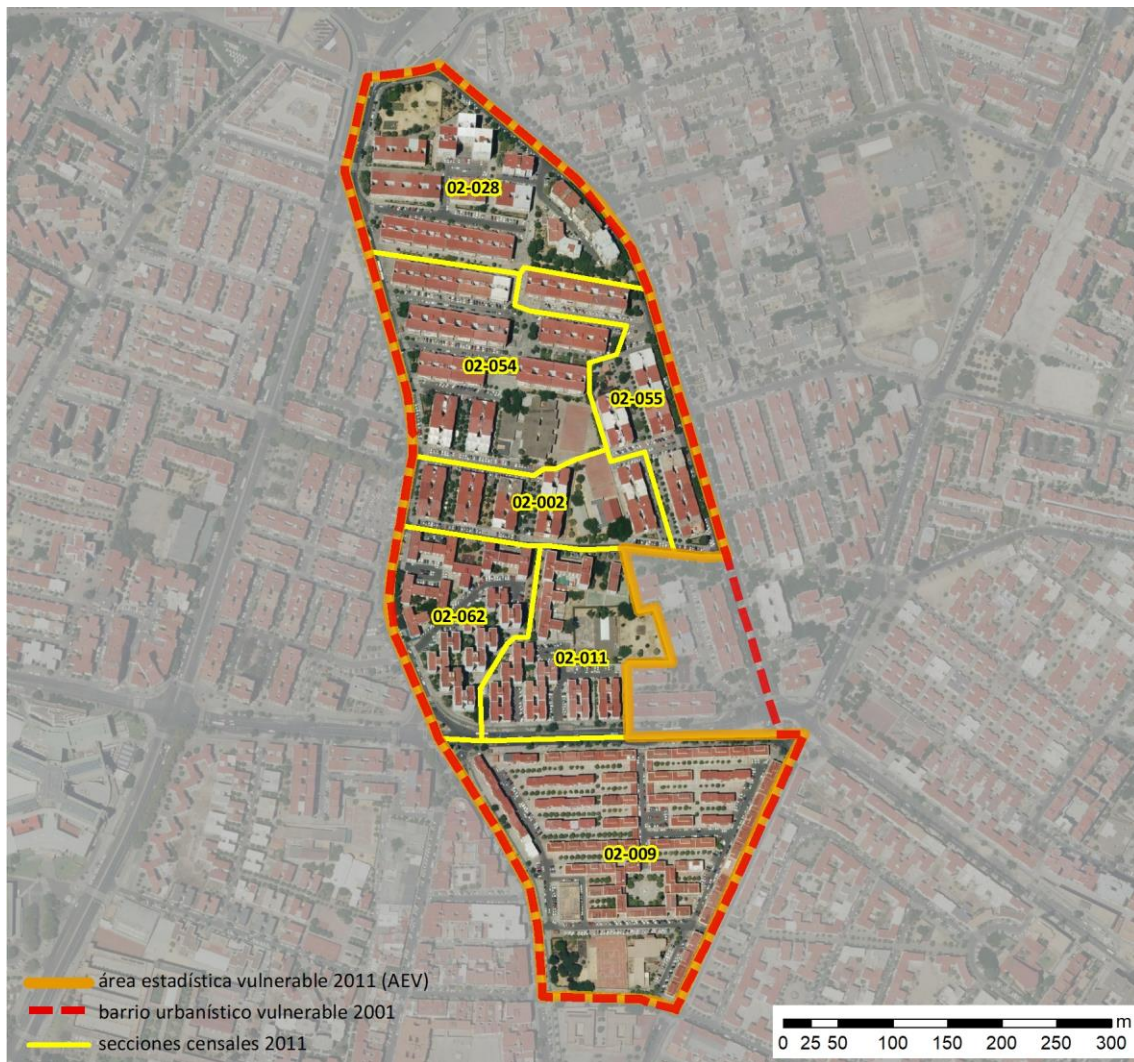 02-028
02-054
02-055
02-002
02-062
02-011
02-009
área estadística vulnerable 2011 (AEV)
barrio urbanístico vulnerable 2001
secciones censales 2011
m
0 25 50 100 150 200 250 300